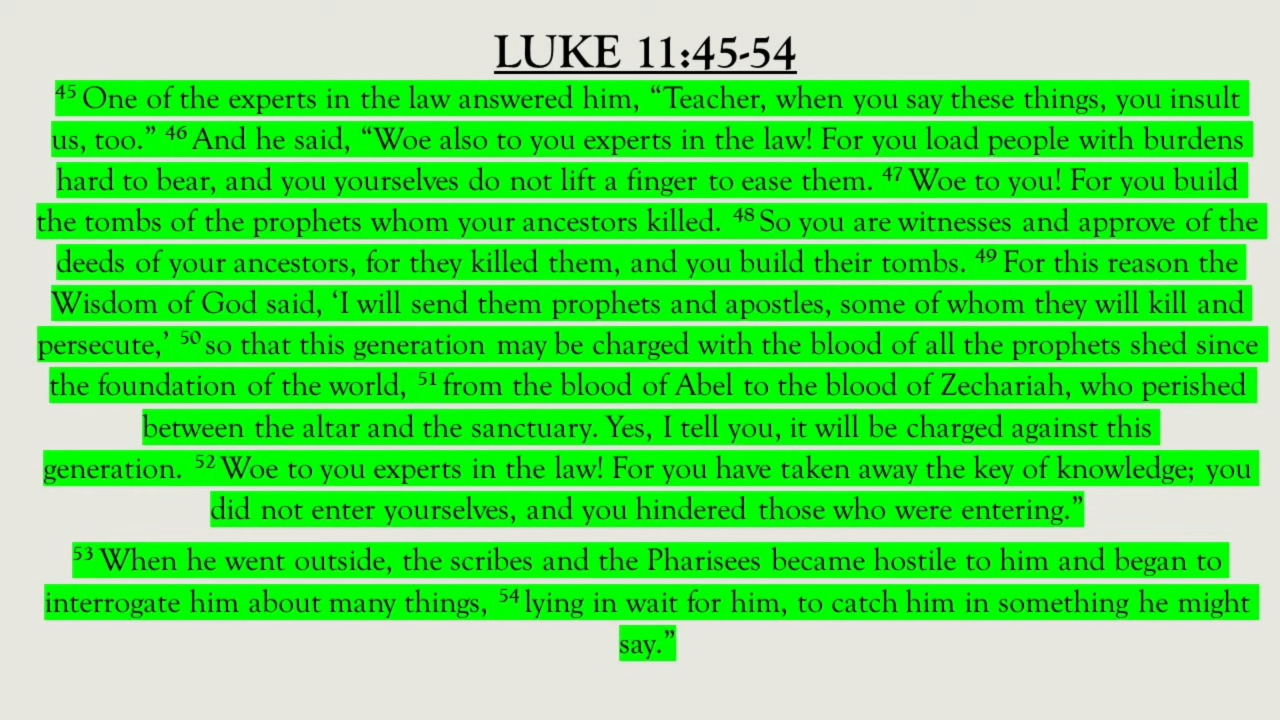 LUKE 11:45-54
⁴⁵ One of the experts in the law answered him, “Teacher, when you say these things, you insult
us, too.” ⁴⁶ And he said, “Woe also to you experts in the law! For you load people with burdens
hard to bear, and you yourselves do not lift a finger to ease them. ⁴⁷ Woe to you! For you build
the tombs of the prophets whom your ancestors killed. ⁴⁸ So you are witnesses and approve of the
deeds of your ancestors, for they killed them, and you build their tombs. ⁴⁹ For this reason the
Wisdom of God said, ‘I will send them prophets and apostles, some of whom they will kill and
persecute,’ ⁵⁰ so that this generation may be charged with the blood of all the prophets shed since
the foundation of the world, ⁵¹ from the blood of Abel to the blood of Zechariah, who perished
between the altar and the sanctuary. Yes, I tell you, it will be charged against this
generation. ⁵² Woe to you experts in the law! For you have taken away the key of knowledge; you
did not enter yourselves, and you hindered those who were entering.”
⁵³ When he went outside, the scribes and the Pharisees became hostile to him and began to
interrogate him about many things, ⁵⁴ lying in wait for him, to catch him in something he might
say.”